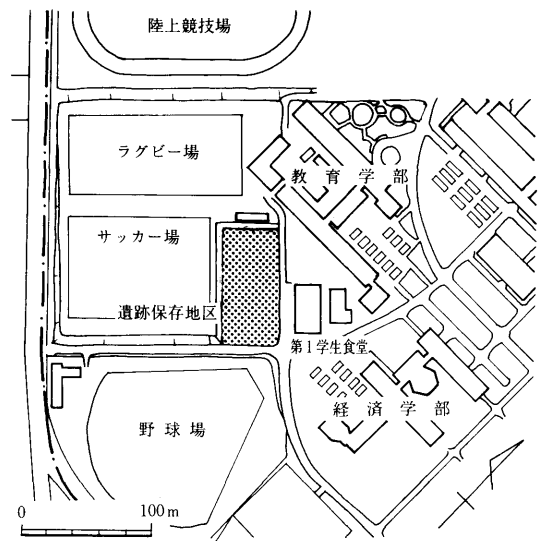 陸上競技場
ラグビー場
教育学部
サッカー場
遺跡保存地区
第1学生食堂
経済学部
野球場
0 100m